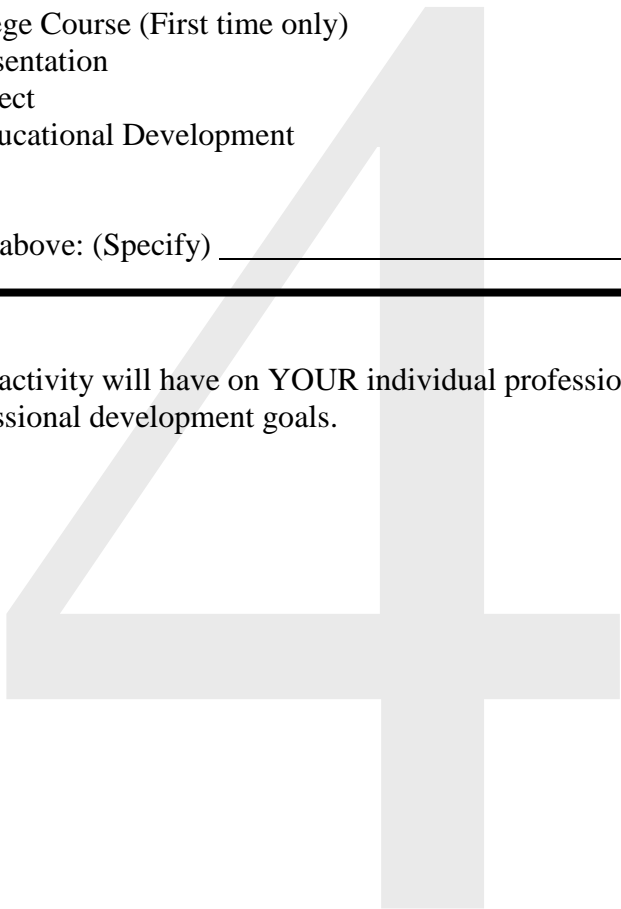 ege Course (First time only)
sentation
ect
ucational Development
above: (Specify)
activity will have on YOUR individual professio
ssional development goals.
4